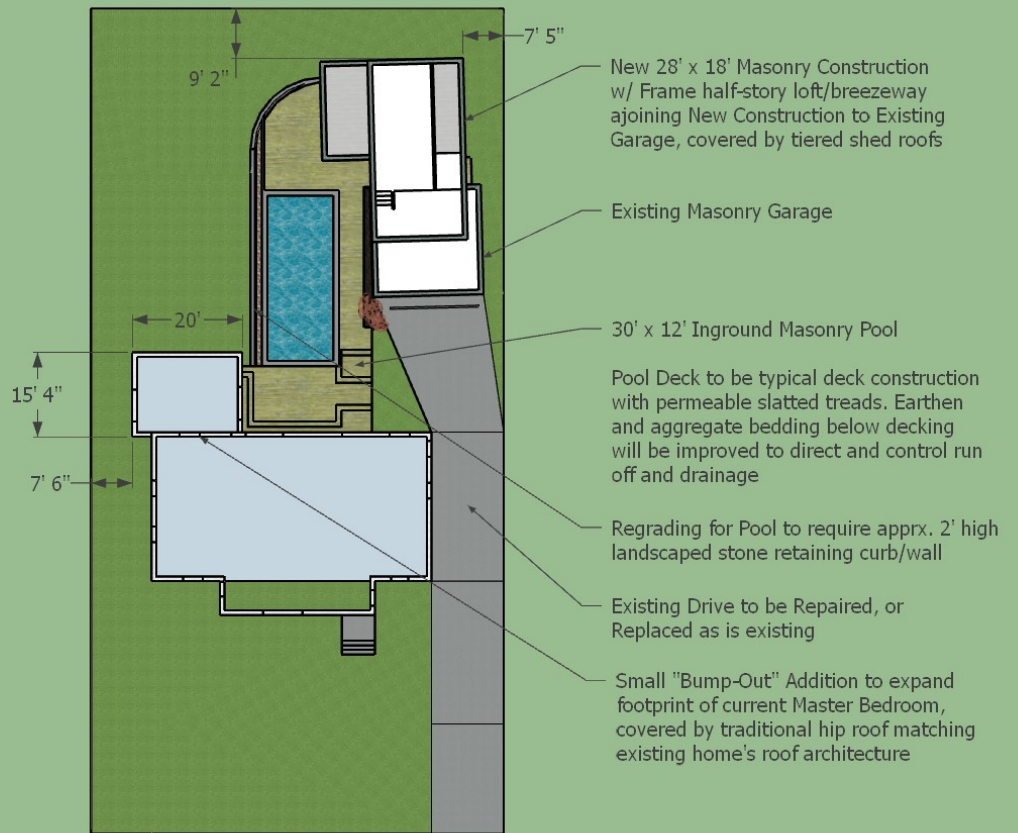 7' 5"
9' 2"
New 28' x 18' Masonry Construction
w/ Frame half-story loft/breezeway
ajoining New Construction to Existing
Garage, covered by tiered shed roofs
Existing Masonry Garage
20'
30' x 12' Inground Masonry Pool
15' 4"
Pool Deck to be typical deck construction
with permeable slatted treads. Earthen
and aggregate bedding below decking
will be improved to direct and control run
off and drainage
7' 6"
Regrading for Pool to require apprx. 2' high
landscaped stone retaining curb/wall
Existing Drive to be Repaired, or
Replaced as is existing
Small "Bump-Out" Addition to expand
footprint of current Master Bedroom,
covered by traditional hip roof matching
existing home's roof architecture